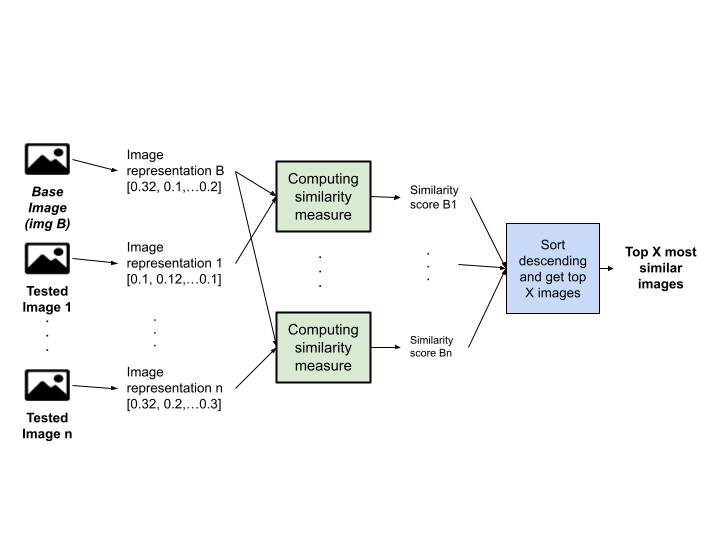 Base
Image
(img B)
Image
representation B
[0.32, 0.1,…0.2]
Tested
Image 1
Image
representation 1
[0.1, 0.12,…0.1]
.
.
.
.
.
.
Tested
Image n
Image
representation n
[0.32, 0.2,…0.3]
Computing
similarity
measure
.
.
.
Computing
similarity
measure
Similarity
score B1
.
.
.
Similarity
score Bn
Sort
descending
and get top
X images
Top X most
similar
images